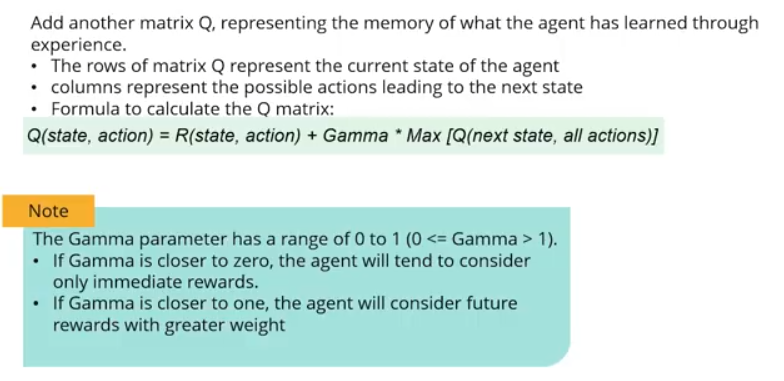 Add another matrix Q, representing the memory of what the agent has learned through
experience.
• The rows of matrix Q represent the current state of the agent
• columns represent the possible actions leading to the next state
• Formula to calculate the Q matrix:
Q(state, action) = R(state, action) + Gamma * Max [Q(next state, all actions)]
Note
The Gamma parameter has a range of 0 to 1 (0 <= Gamma > 1).
• If Gamma is closer to zero, the agent will tend to consider
only immediate rewards.
• If Gamma is closer to one, the agent will consider future
rewards with greater weight